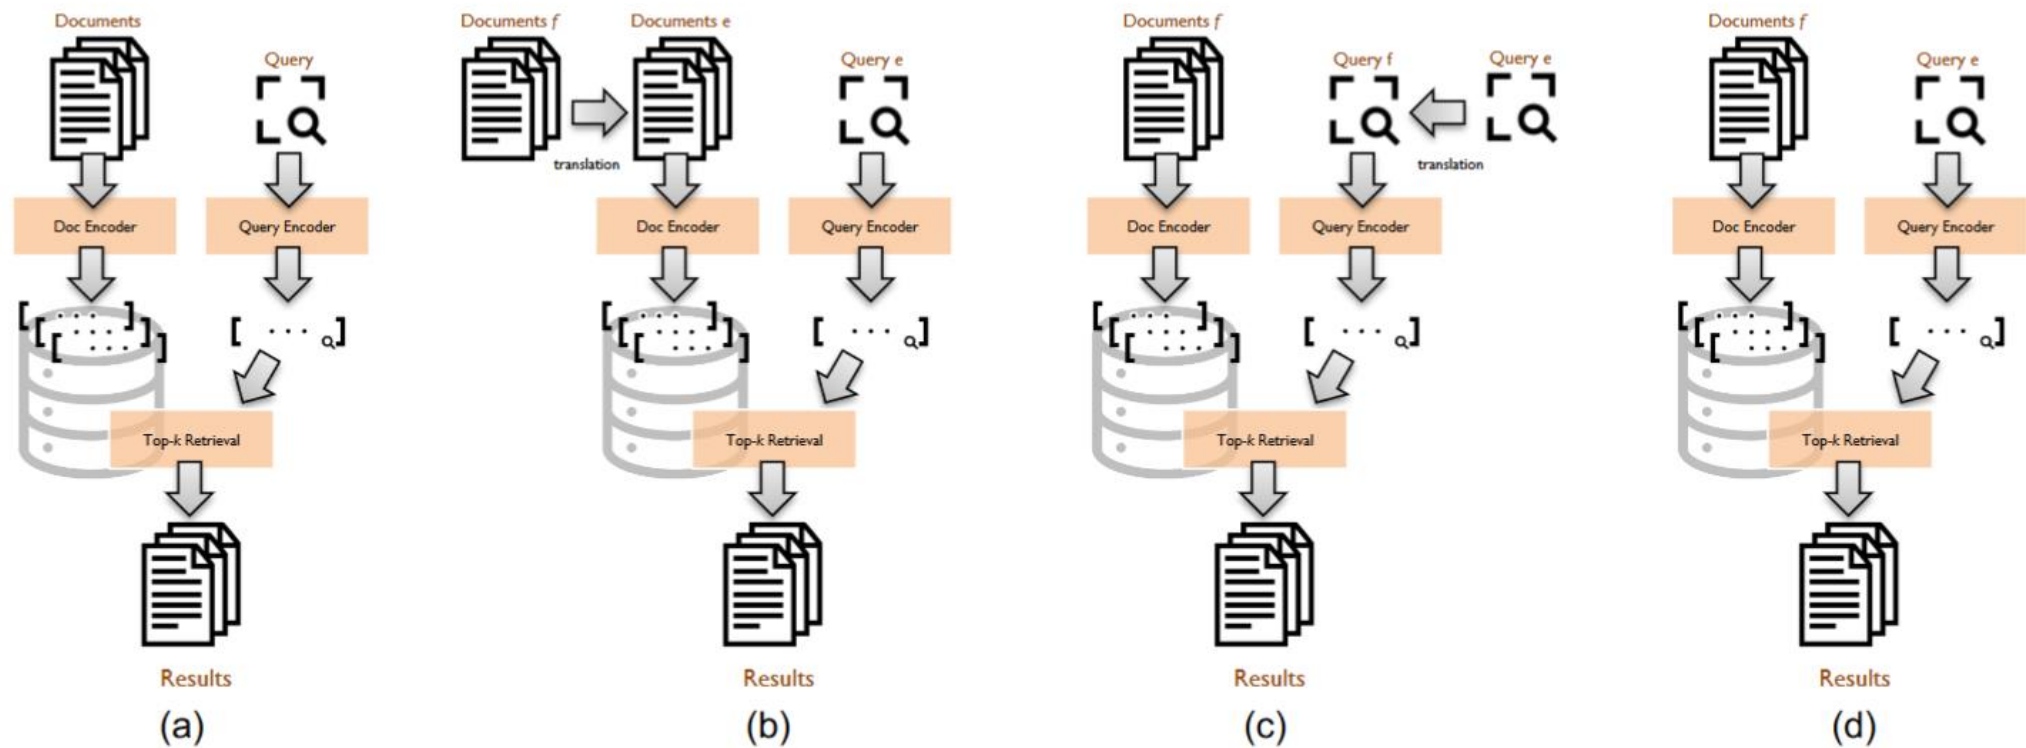 Documents
Query
Doc Encoder
Query Encoder
[ ... ]
Top-k Retrieval
Results
(a)
Documents f
Documents e
translation
Query e
Doc Encoder
Query Encoder
[ ... ]
Top-k Retrieval
Results
(b)
Documents f
Query f
Query e
translation
Doc Encoder
Query Encoder
[ ... ]
Top-k Retrieval
Results
(c)
Documents f
Query e
Doc Encoder
Query Encoder
[ ... ]
Top-k Retrieval
Results
(d)